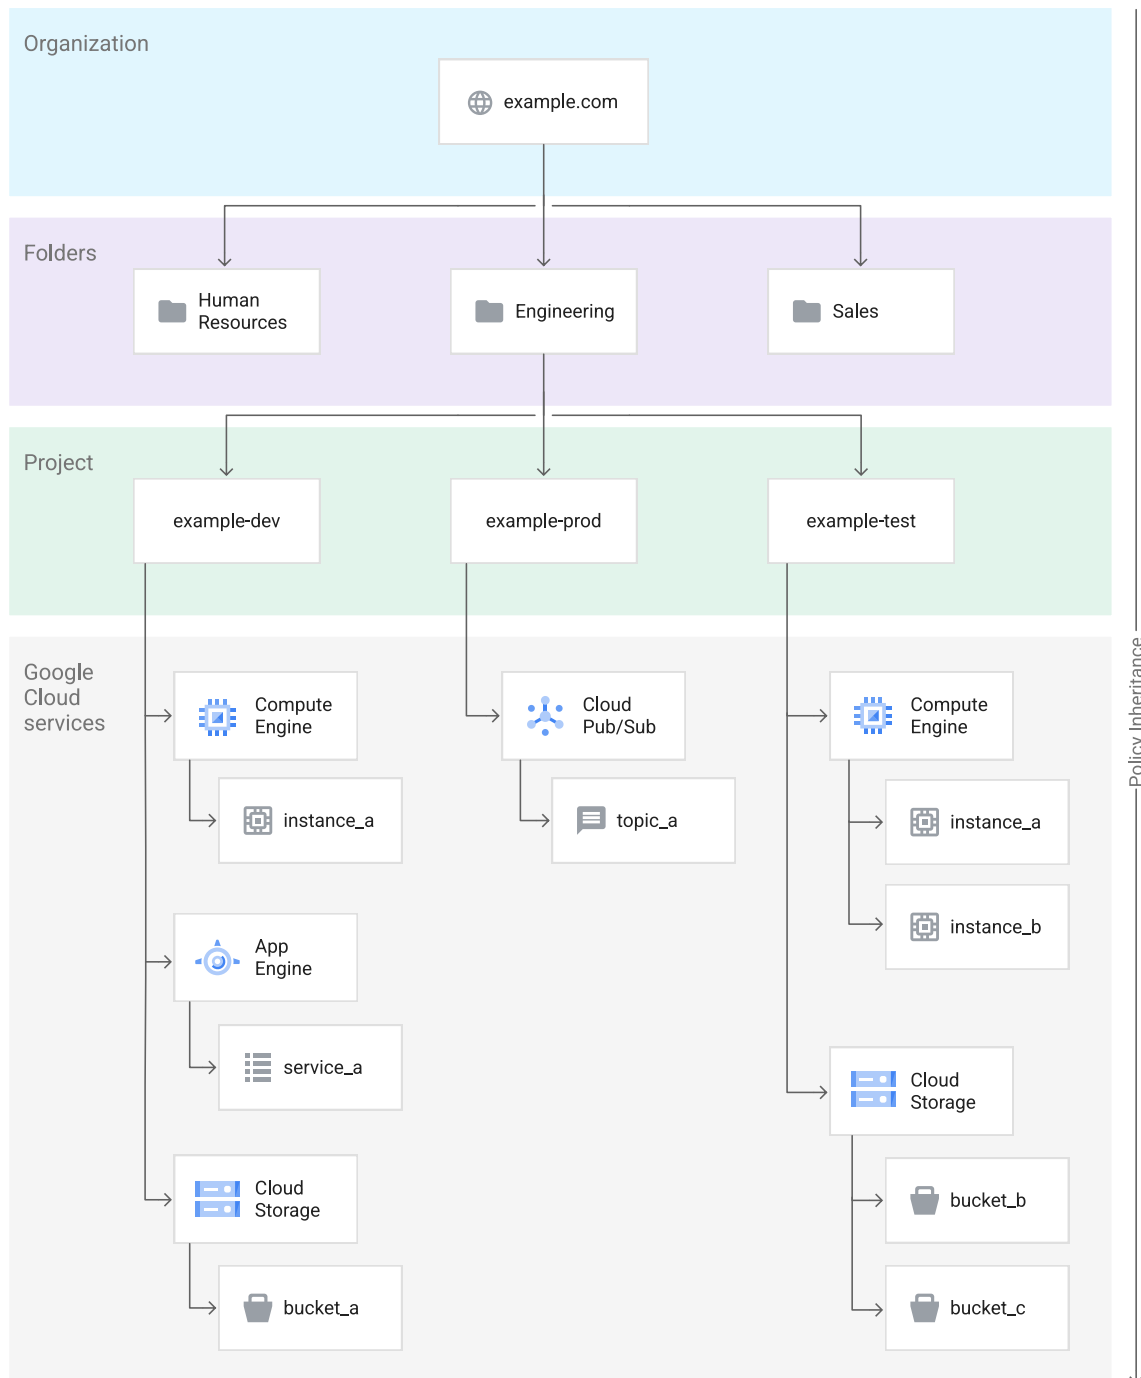 Organization
example.com
Folders
Human
Resources
Engineering
Sales
Project
example-dev
example-prod
example-test
Google
Cloud
services
Compute
Engine
instance_a
App
Engine
service_a
Cloud
Storage
bucket_a
Cloud
Pub/Sub
topic_a
Compute
Engine
instance_a
instance_b
Cloud
Storage
bucket_b
bucket_c
Policy Inheritance